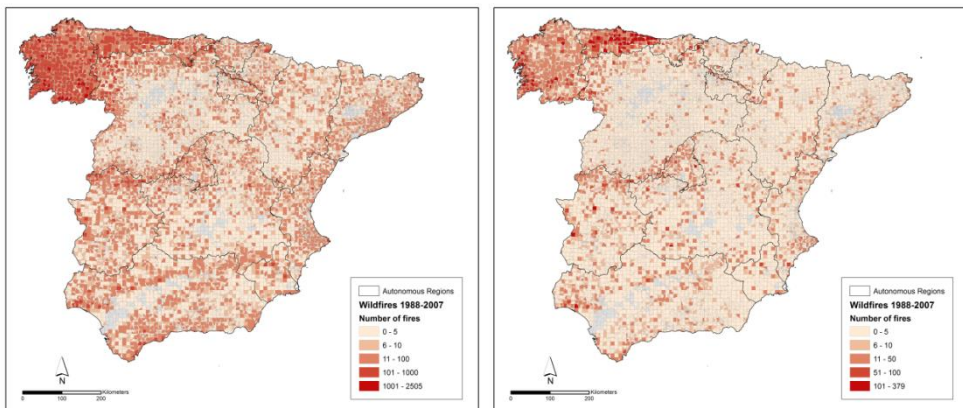 Autonomous Regions
Wildfires 1988-2007
Number of fires
0 - 5
6 - 10
11 - 100
101 - 1000
1001 - 2505
N
Kilometers
0 100 200
Autonomous Regions
Wildfires 1988-2007
Number of fires
0 - 5
6 - 10
11 - 50
51 - 100
101 - 379
N
Kilometers
0 100 200